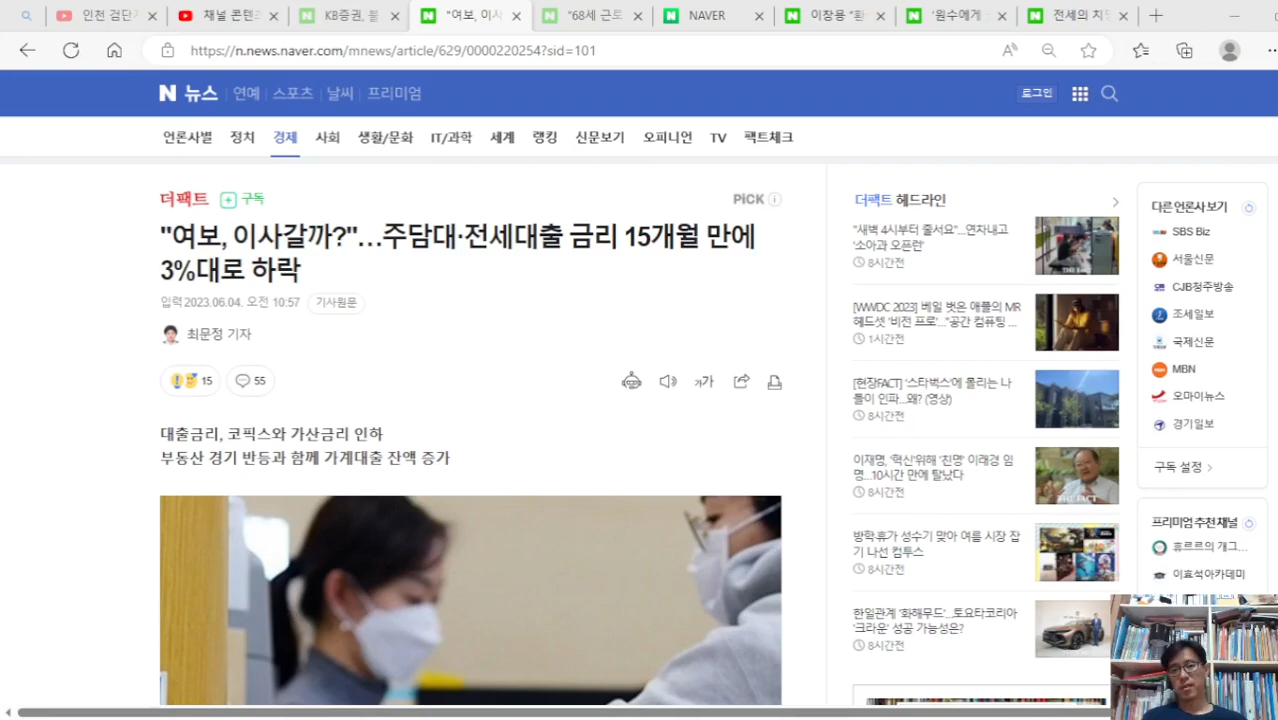 인천 검단
채널 콘텐
KB증권, 불
"여보, 이사
"68세 근로
NAVER
이창용 "환
'원수에게
전세의 치
https://n.news.naver.com/mnews/article/629/0000220254?sid=101
N 뉴스 연예 스포츠 날씨 프리미엄
로그인
언론사별 정치 경제 사회 생활/문화 IT/과학 세계 랭킹 신문보기 오피니언 TV 팩트체크
더팩트 구독
PiCK
"여보, 이사갈까?"…주담대·전세대출 금리 15개월 만에
3%대로 하락
입력2023.06.04. 오전 10:57 기사원문
최문정 기자
15 55
가가
대출금리, 코픽스와 가산금리 인하
부동산 경기 반등과 함께 가계대출 잔액 증가
더팩트 헤드라인
"새벽 4시부터 줄서요"...연차내고
'소아과 오픈런'
8시간전
THE FACT
[WWDC 2023] 베일 벗은 애플의 MR
헤드셋 '비전 프로'..."공간 컴퓨팅 ...
1시간전
[현장FACT] '스타벅스'에 몰리는 나
들이 인파...왜? (영상)
8시간전
이재명, '혁신'위해 '친명' 이래경 임
명...10시간 만에 탈났다
8시간전
THE FACT
방학·휴가 성수기 맞아 여름 시장 잡
기 나선 컴투스
8시간전
한일관계 '화해무드'...토요타코리아
'크라운' 성공 가능성은?
8시간전
다른 언론사 보기
SBS Biz
서울신문
CJB청주방송
조세일보
국제신문
MBN
오마이뉴스
경기일보
구독 설정
프리미엄 추천 채널
휴르르의 개그...
이효석아카데미